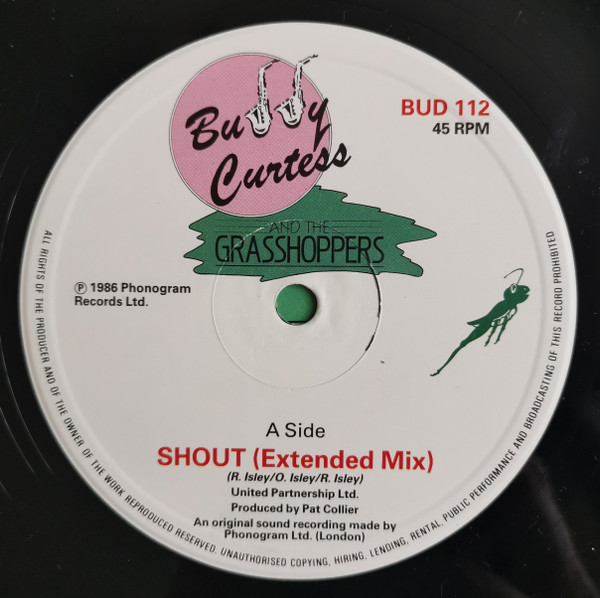 Buddy
Curtess
AND THE
GRASSHOPPERS
BUD 112
45 RPM
℗ 1986 Phonogram
Records Ltd.
A Side
SHOUT (Extended Mix)
(R. Isley/O. Isley/R. Isley)
United Partnership Ltd.
Produced by Pat Collier
An original sound recording made by
Phonogram Ltd. (London)
ALL RIGHTS OF THE PRODUCER AND OF THE OWNER OF THE WORK REPRODUCED RESERVED. UNAUTHORISED COPYING, HIRING, LENDING, RENTAL, PUBLIC PERFORMANCE AND BROADCASTING OF THIS RECORD PROHIBITED